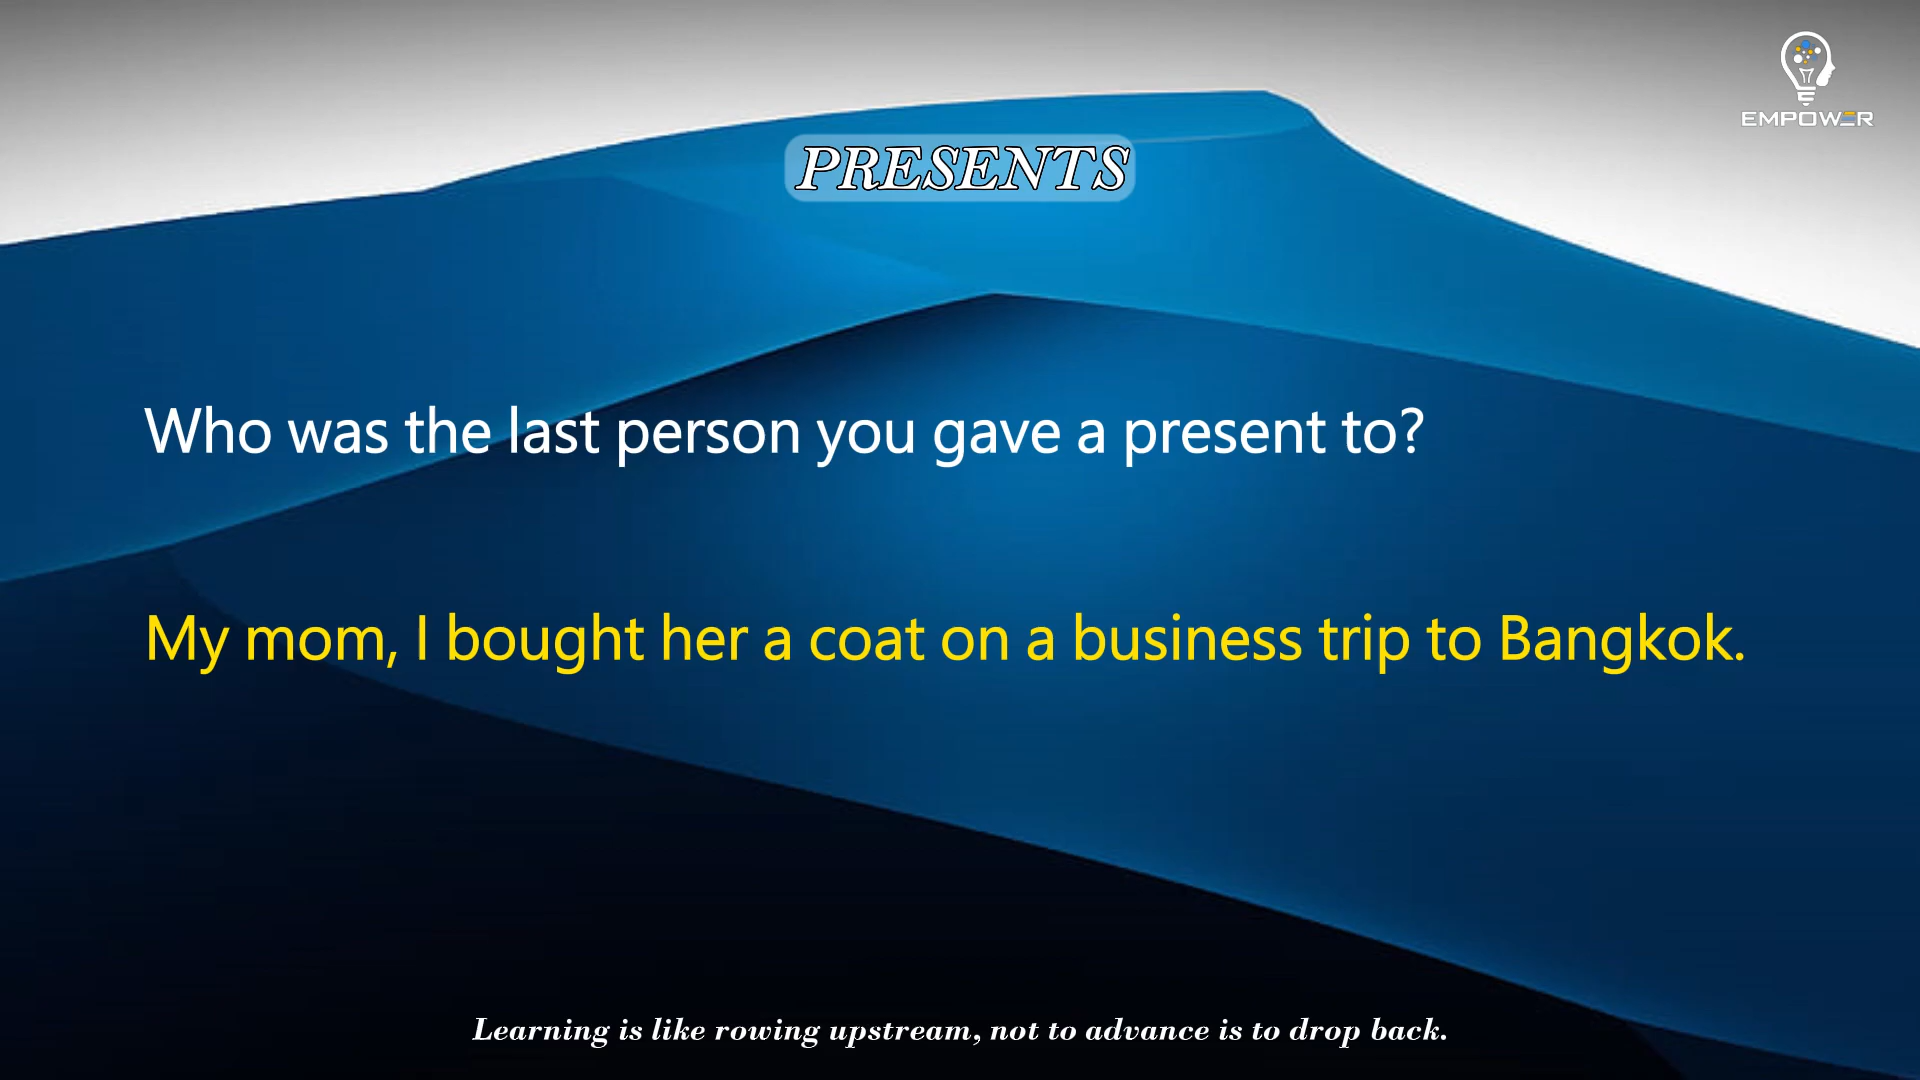 EMPOWER
PRESENTS
Who was the last person you gave a present to?
My mom, I bought her a coat on a business trip to Bangkok.
Learning is like rowing upstream, not to advance is to drop back.